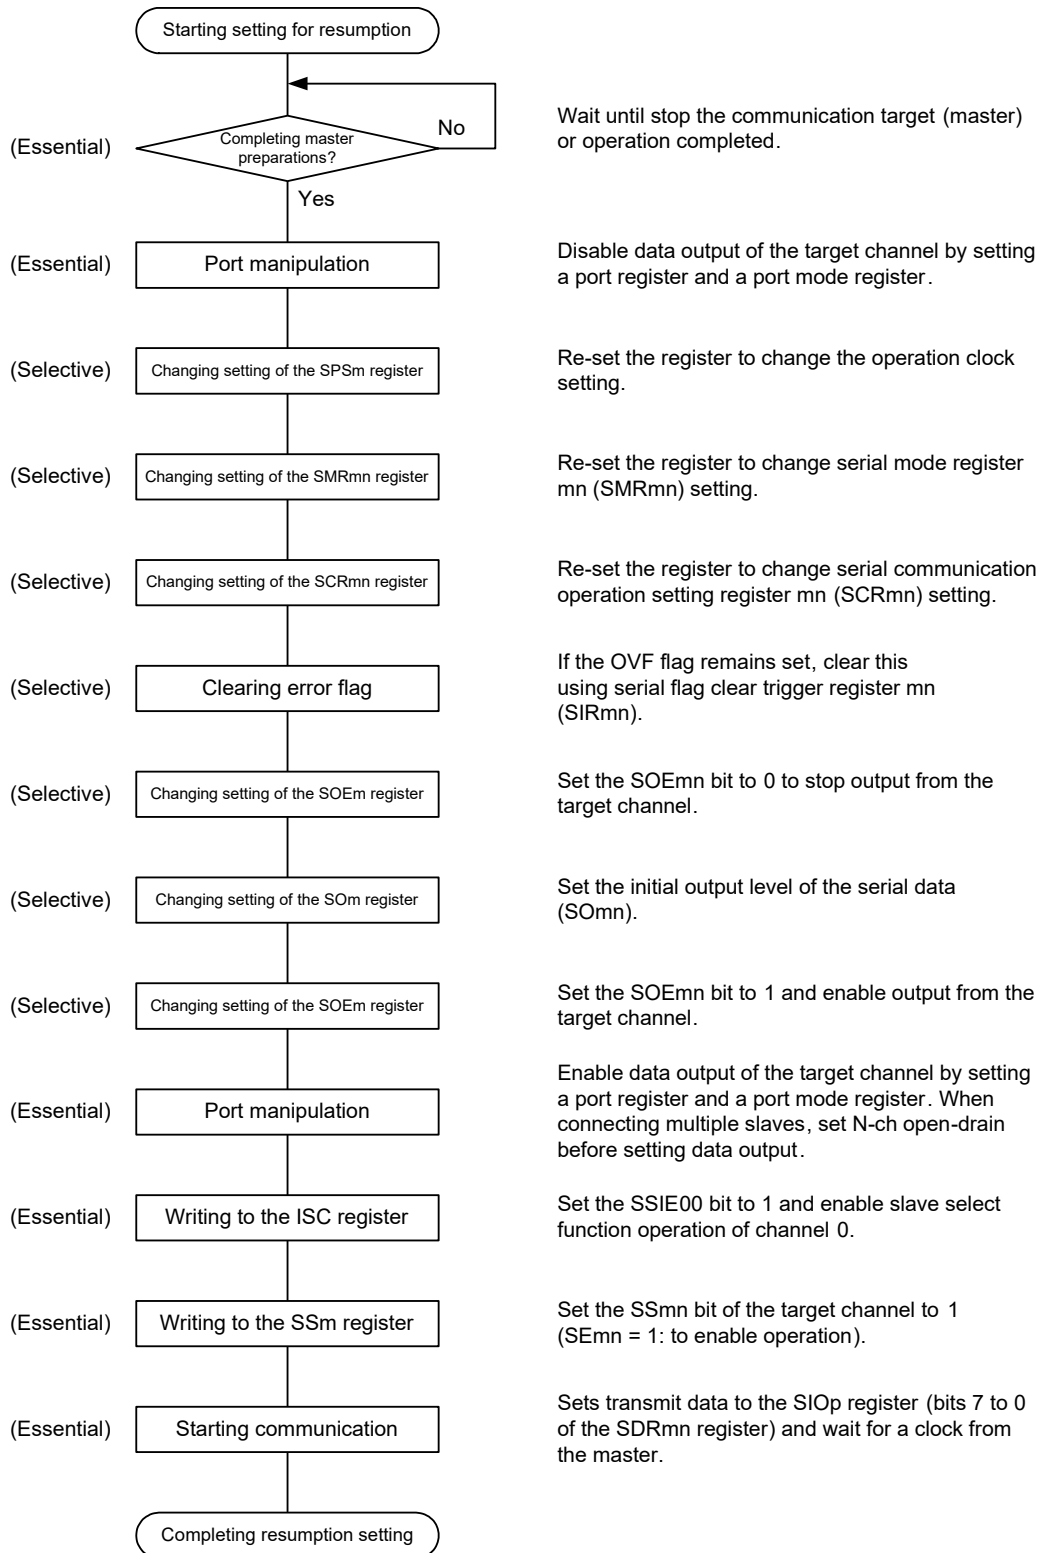 Starting setting for resumption
No
(Essential)
Completing master
preparations?
Wait until stop the communication target (master)
or operation completed.
Yes
(Essential)
Port manipulation
Disable data output of the target channel by setting
a port register and a port mode register.
(Selective)
Changing setting of the SPSm register
Re-set the register to change the operation clock
setting.
(Selective)
Changing setting of the SMRmn register
Re-set the register to change serial mode register
mn (SMRmn) setting.
(Selective)
Changing setting of the SCRmn register
Re-set the register to change serial communication
operation setting register mn (SCRmn) setting.
(Selective)
Clearing error flag
If the OVF flag remains set, clear this
using serial flag clear trigger register mn
(SIRmn).
(Selective)
Changing setting of the SOEm register
Set the SOEmn bit to 0 to stop output from the
target channel.
(Selective)
Changing setting of the SOm register
Set the initial output level of the serial data
(SOmn).
(Selective)
Changing setting of the SOEm register
Set the SOEmn bit to 1 and enable output from the
target channel.
(Essential)
Port manipulation
Enable data output of the target channel by setting
a port register and a port mode register. When
connecting multiple slaves, set N-ch open-drain
before setting data output.
(Essential)
Writing to the ISC register
Set the SSIE00 bit to 1 and enable slave select
function operation of channel 0.
(Essential)
Writing to the SSm register
Set the SSmn bit of the target channel to 1
(SEmn = 1: to enable operation).
(Essential)
Starting communication
Sets transmit data to the SIOp register (bits 7 to 0
of the SDRmn register) and wait for a clock from
the master.
Completing resumption setting